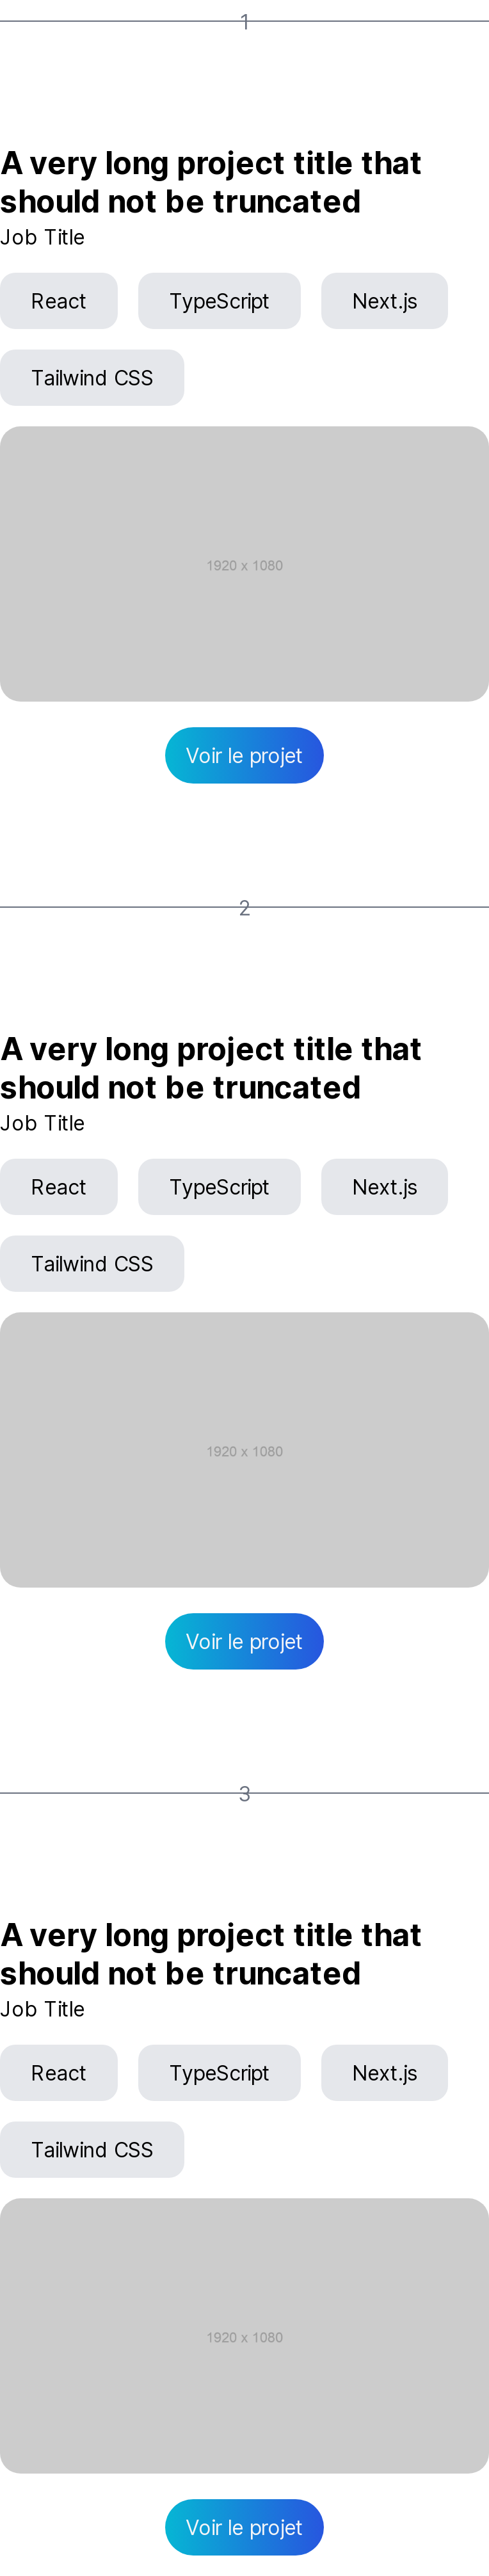 1
A very long project title that
should not be truncated
Job Title
React TypeScript Next.js
Tailwind CSS
1920 x 1080
Voir le projet
2
A very long project title that
should not be truncated
Job Title
React TypeScript Next.js
Tailwind CSS
1920 x 1080
Voir le projet
3
A very long project title that
should not be truncated
Job Title
React TypeScript Next.js
Tailwind CSS
1920 x 1080
Voir le projet